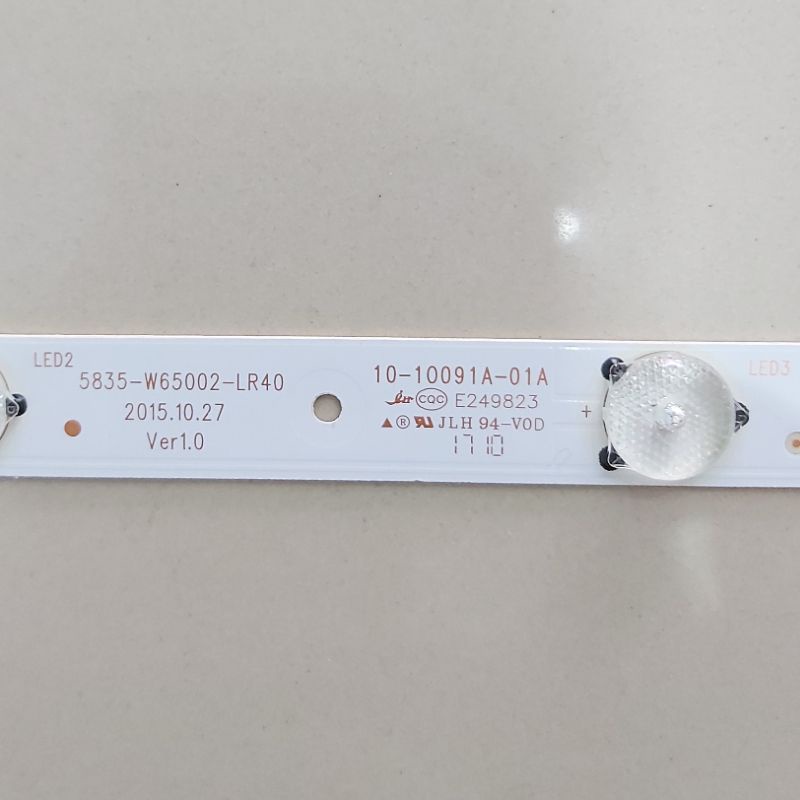 LED2
5835-W65002-LR40
2015.10.27
Ver1.0
10-10091A-01A
CQC E249823
▲® JLH 94-V0D
1710
+
LED3